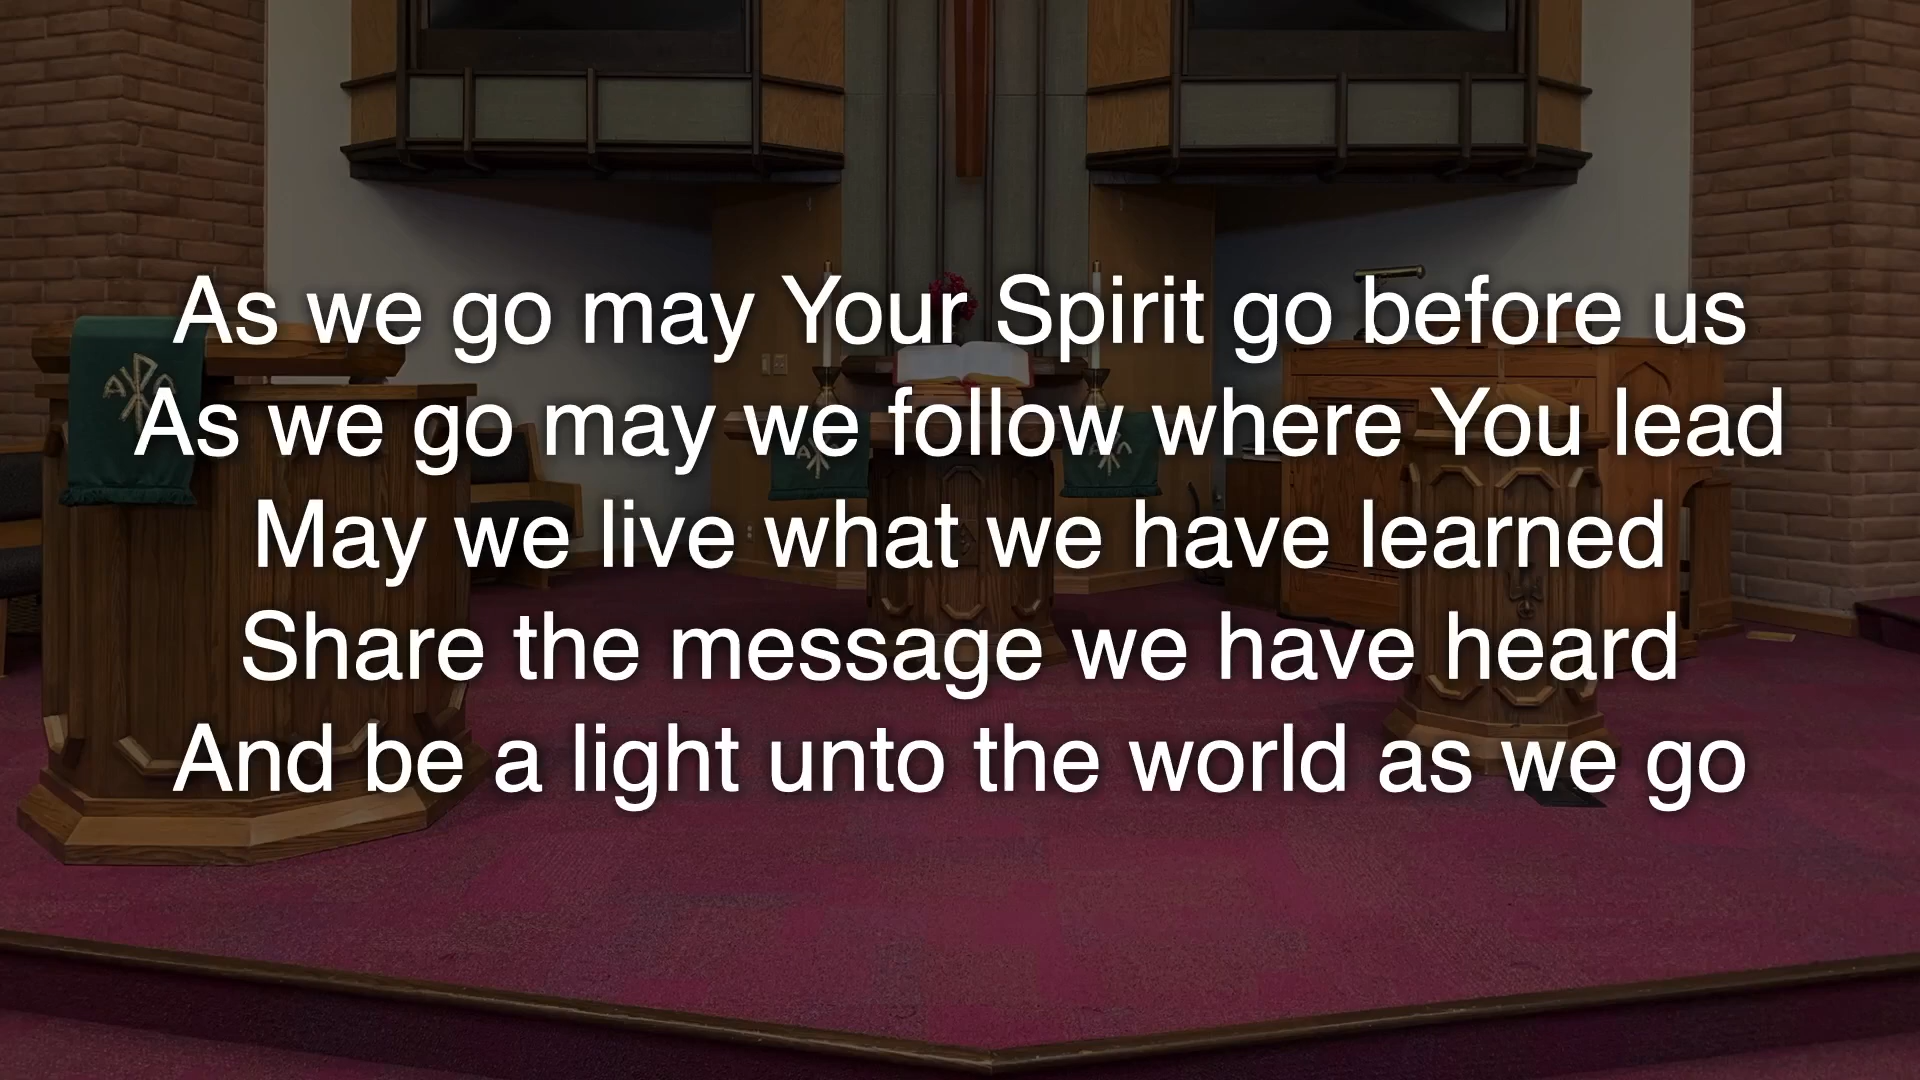 As we go may Your Spirit go before us
As we go may we follow where You lead
May we live what we have learned
Share the message we have heard
And be a light unto the world as we go